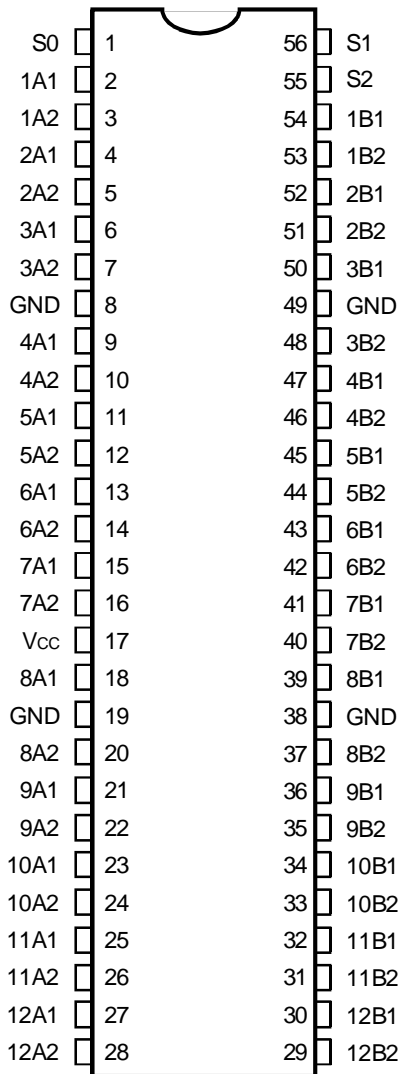 S0 1 56 S1
1A1 2 55 S2
1A2 3 54 1B1
2A1 4 53 1B2
2A2 5 52 2B1
3A1 6 51 2B2
3A2 7 50 3B1
GND 8 49 GND
4A1 9 48 3B2
4A2 10 47 4B1
5A1 11 46 4B2
5A2 12 45 5B1
6A1 13 44 5B2
6A2 14 43 6B1
7A1 15 42 6B2
7A2 16 41 7B1
VCC 17 40 7B2
8A1 18 39 8B1
GND 19 38 GND
8A2 20 37 8B2
9A1 21 36 9B1
9A2 22 35 9B2
10A1 23 34 10B1
10A2 24 33 10B2
11A1 25 32 11B1
11A2 26 31 11B2
12A1 27 30 12B1
12A2 28 29 12B2